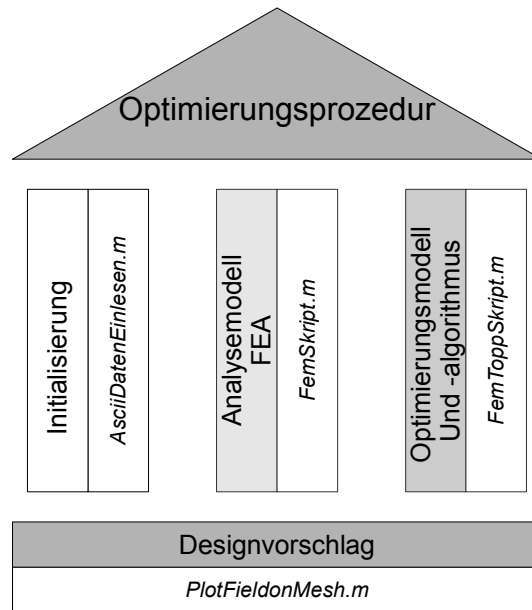 Optimierungsprozedur
Initialisierung
AsciiDatenEinlesen.m
Analysemodell
FEA
FemSkript.m
Optimierungsmodell
Und -algorithmus
FemToppSkript.m
Designvorschlag
PlotFieldonMesh.m